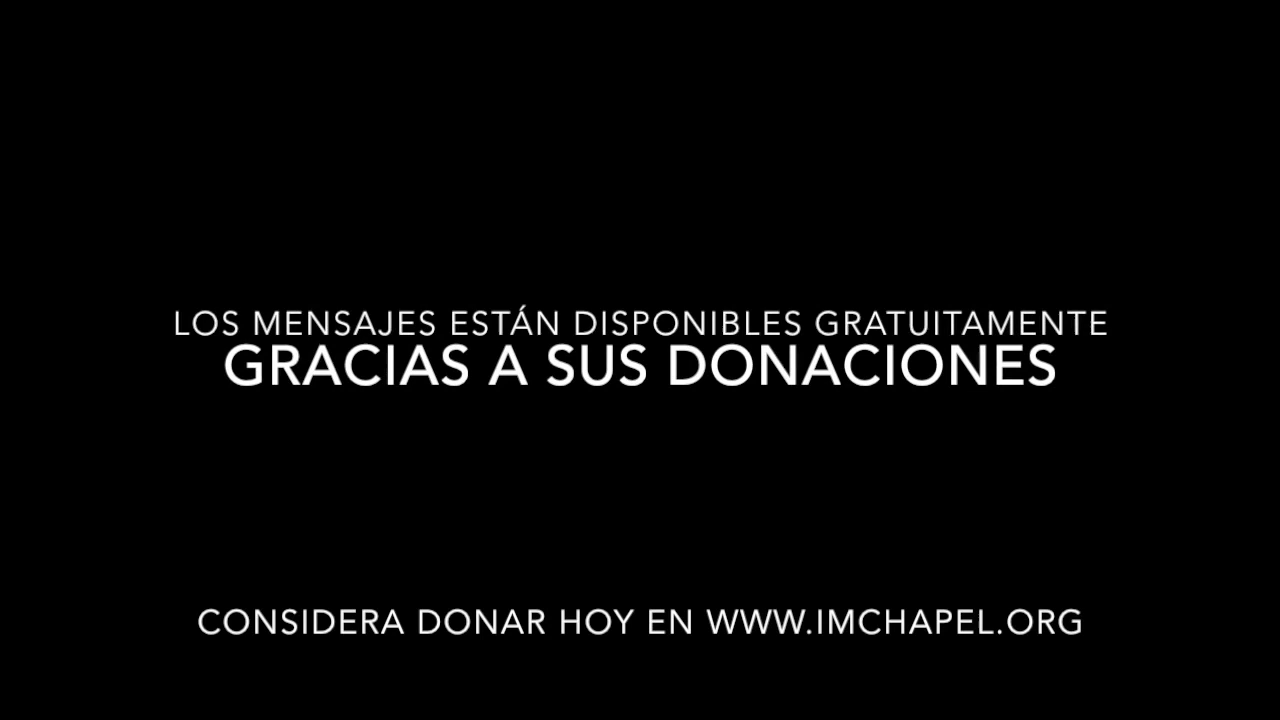 LOS MENSAJES ESTÁN DISPONIBLES GRATUITAMENTE
GRACIAS A SUS DONACIONES
CONSIDERA DONAR HOY EN WWW.IMCHAPEL.ORG